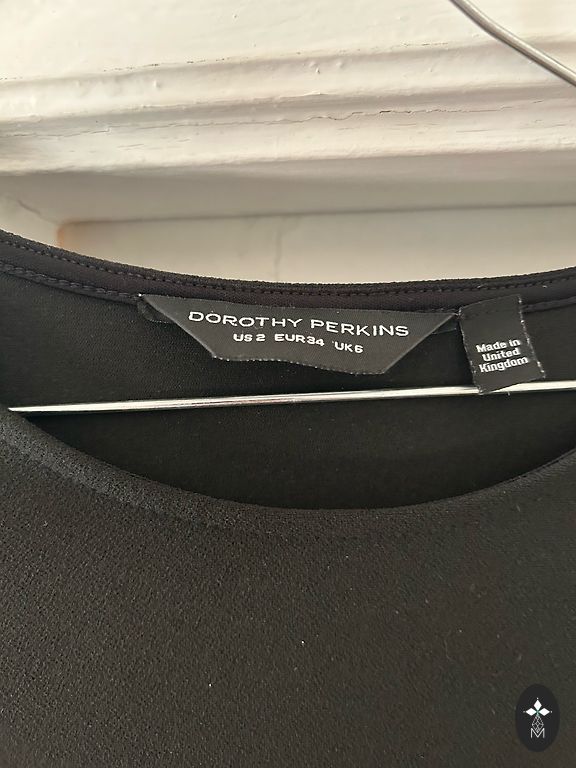 DOROTHY PERKINS
US 2 EUR34 UK6
Made in
United
Kingdom
M